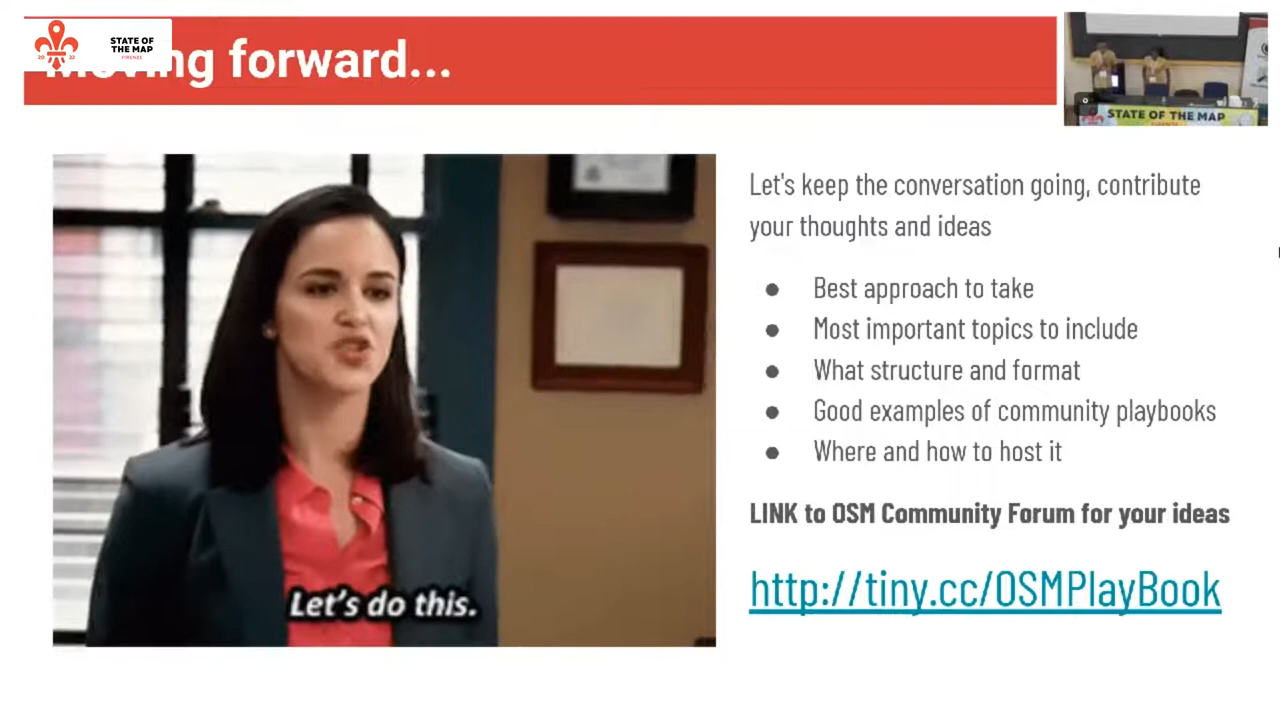 20 22
STATE OF
THE MAP
FIRENZE
Moving forward...
STATE OF THE MAP
Let's keep the conversation going, contribute
your thoughts and ideas
● Best approach to take
● Most important topics to include
● What structure and format
● Good examples of community playbooks
● Where and how to host it
LINK to OSM Community Forum for your ideas
http://tiny.cc/OSMPlayBook
Let's do this.